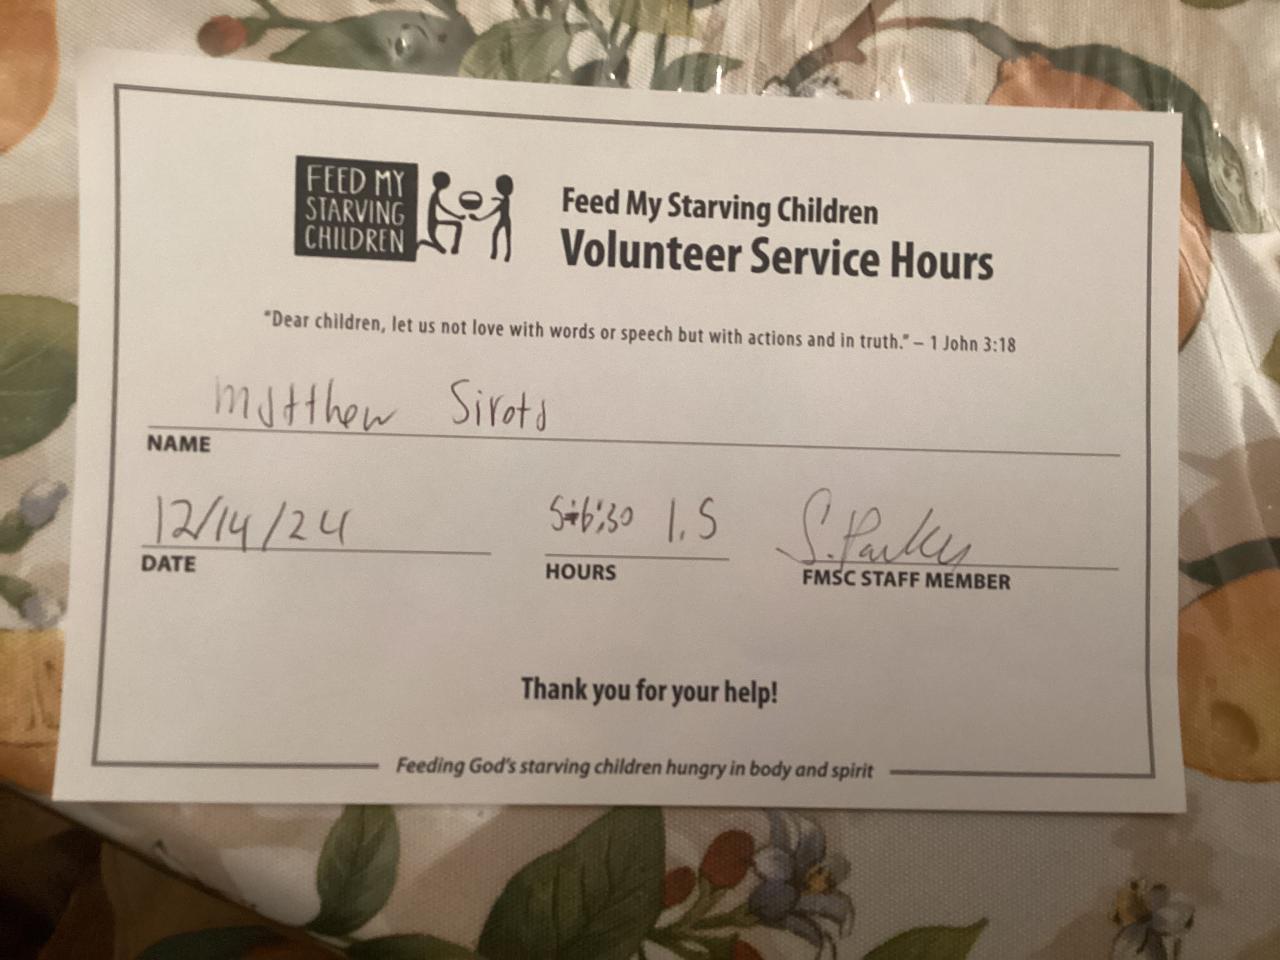 FEED MY
STARVING
CHILDREN
Feed My Starving Children
Volunteer Service Hours
"Dear children, let us not love with words or speech but with actions and in truth." – 1 John 3:18
Matthew Sirota
NAME
12/14/24 6:30 1.5 S. Parker
DATE HOURS FMSC STAFF MEMBER
Thank you for your help!
Feeding God's starving children hungry in body and spirit